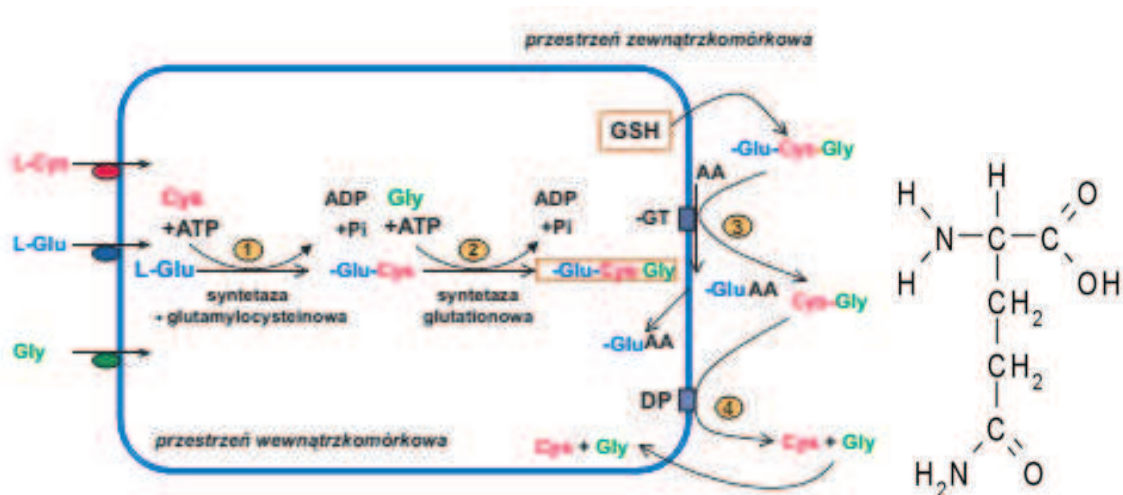 przestrzeń zewnątrzkomórkowa
GSH
-Glu-Cys-Gly
L-Cys
AA
Cys
+ATP
ADP
+Pi
Gly
+ATP
ADP
+Pi
-GT
L-Glu
1
2
3
L-Glu
-Glu-Cys
-Glu-Cys Gly
-GluAA
Cys-Gly
syntetaza
glutamylocysteinowa
syntetaza
glutationowa
Gly
-GluAA
DP
4
przestrzeń wewnątrzkomórkowa
Cys + Gly
Cys + Gly
H
H
O
N
C
C
H
OH
CH2
CH2
C
H2N
O